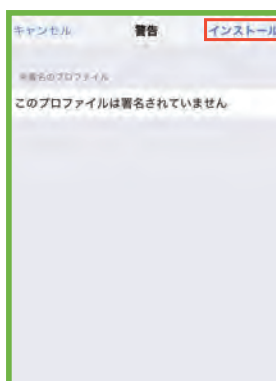 キャンセル 警告 インストール
未署名のプロファイル
このプロファイルは署名されていません